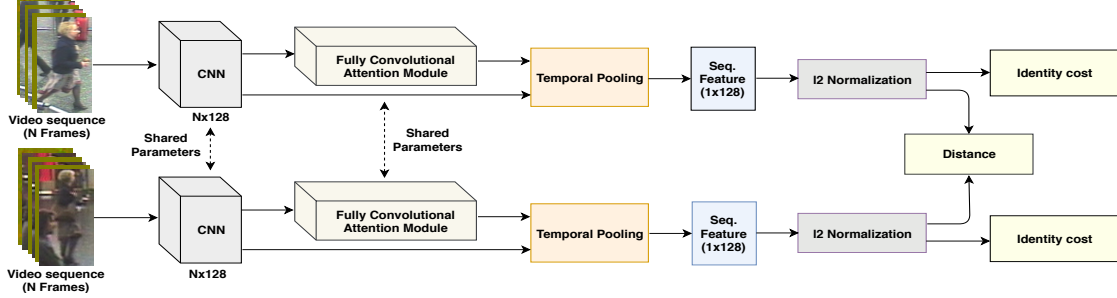 Video sequence
(N Frames)
CNN
Nx128
Fully Convolutional
Attention Module
Temporal Pooling
Seq.
Feature
(1x128)
l2 Normalization
Identity cost
Shared
Parameters
Shared
Parameters
Distance
Video sequence
(N Frames)
CNN
Nx128
Fully Convolutional
Attention Module
Temporal Pooling
Seq.
Feature
(1x128)
l2 Normalization
Identity cost